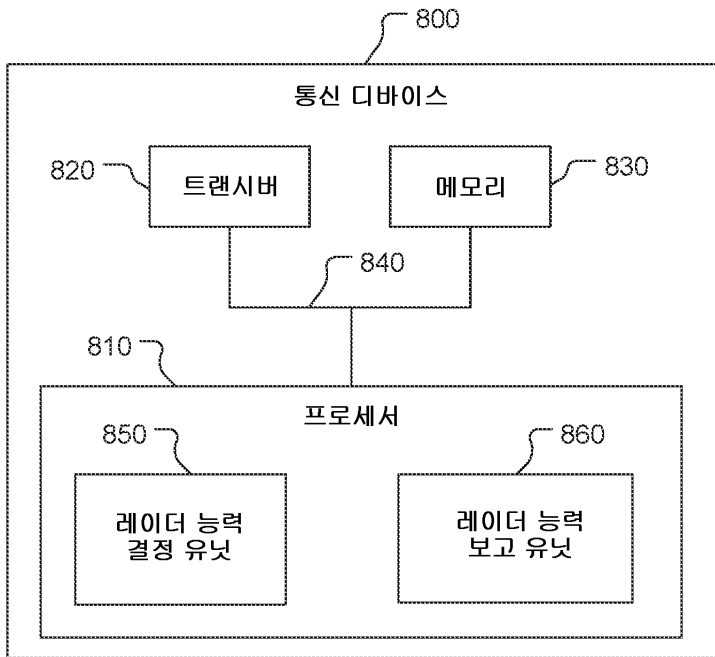 800
통신 디바이스
820
트랜시버
메모리
830
840
810
프로세서
850
860
레이더 능력
결정 유닛
레이더 능력
보고 유닛